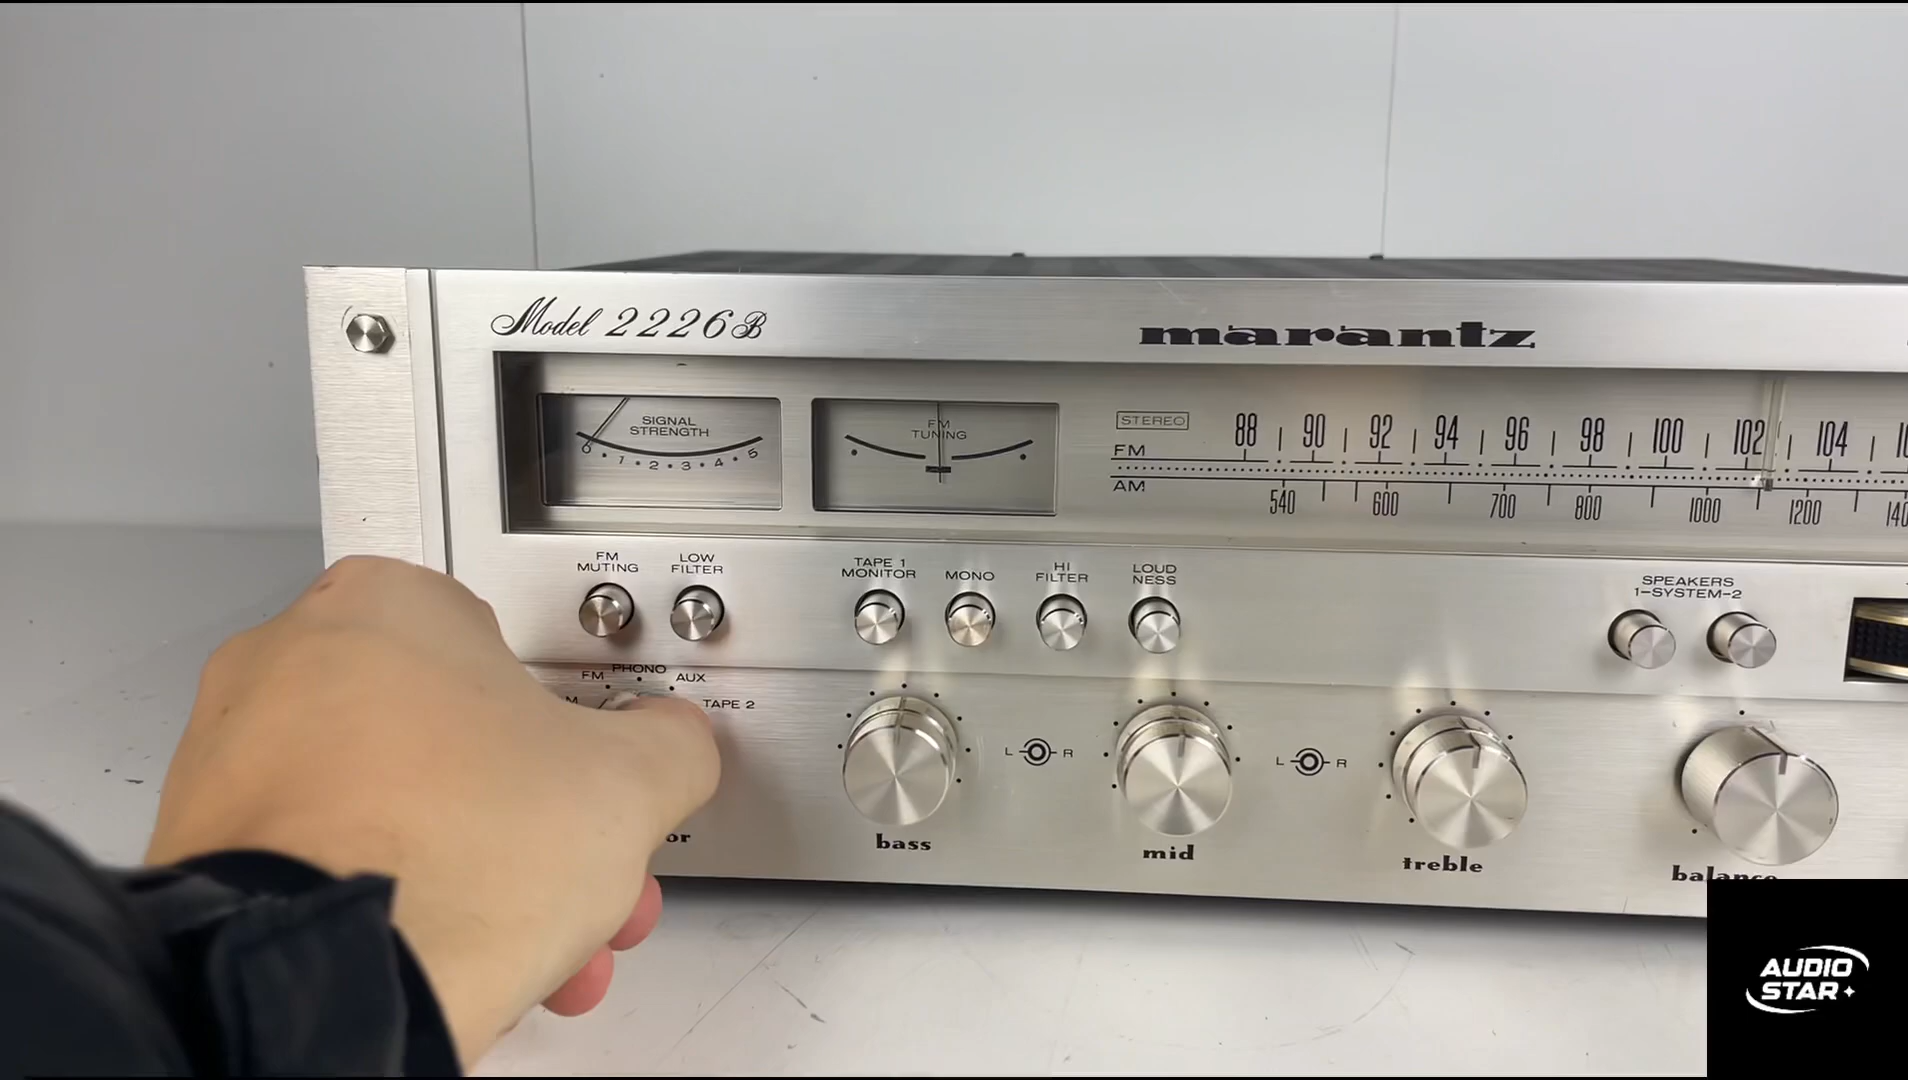 Model 2226B
marantz
SIGNAL
STRENGTH
0 1 2 3 4 5
FM
TUNING
STEREO
88 90 92 94 96 98 100 102 104
FM
AM
540 600 700 800 1000 1200
FM
MUTING
LOW
FILTER
TAPE 1
MONITOR
MONO
HI
FILTER
LOUD
NESS
SPEAKERS
1-SYSTEM-2
FM PHONO AUX
TAPE 2
L R
L R
bass
mid
treble
balance
AUDIO
STAR